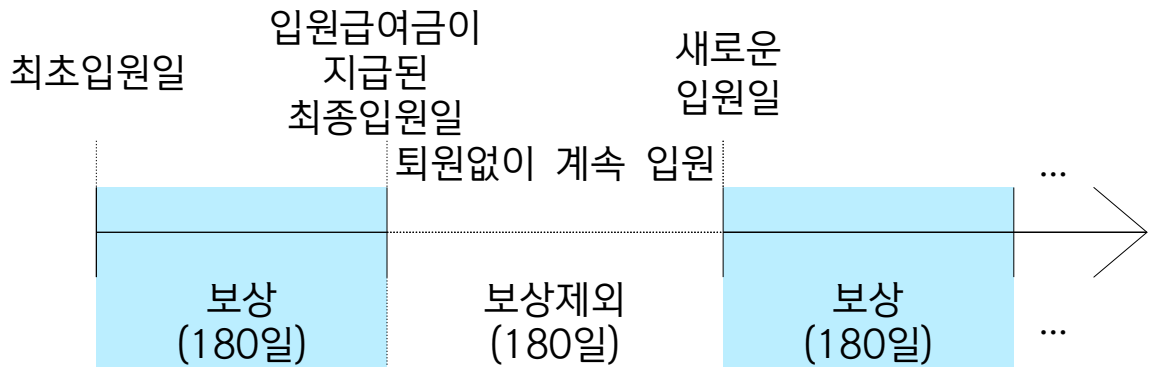 최초입원일
입원급여금이
지급된
최종입원일
새로운
입원일
퇴원없이 계속 입원
...
보상
(180일)
보상제외
(180일)
보상
(180일)
...